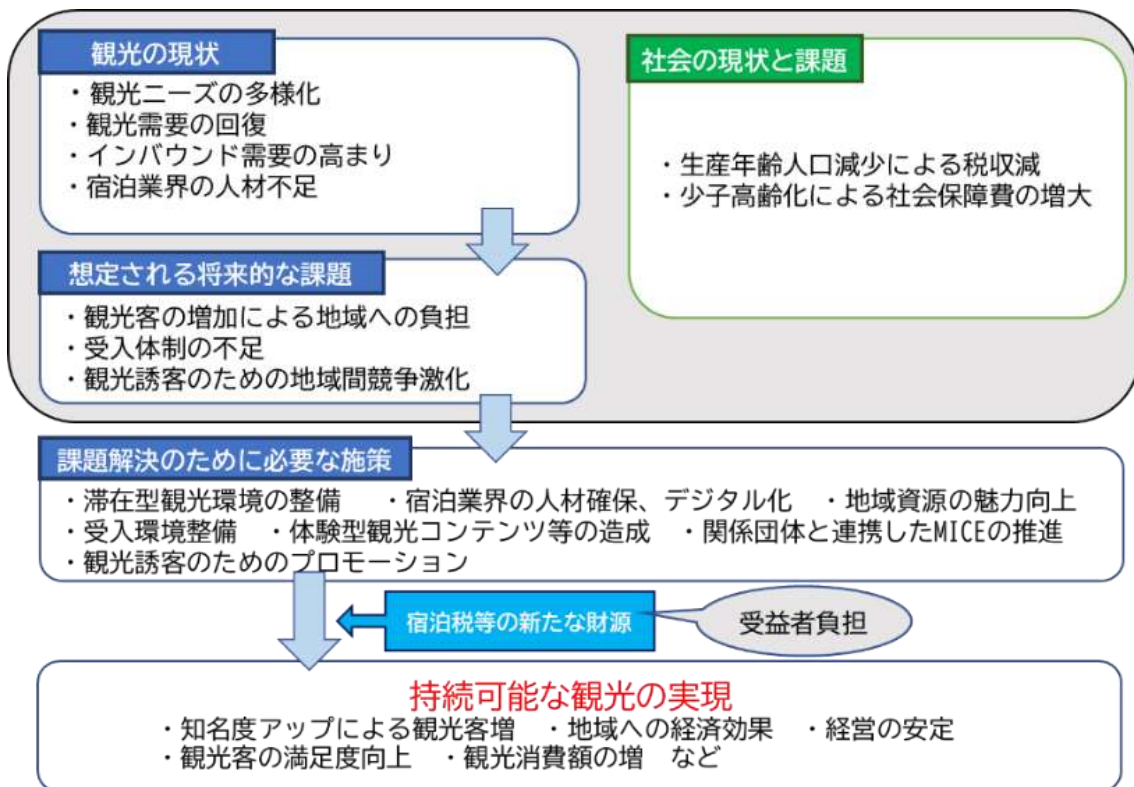 観光の現状
・観光ニーズの多様化
・観光需要の回復
・インバウンド需要の高まり
・宿泊業界の人材不足
社会の現状と課題
・生産年齢人口減少による税収減
・少子高齢化による社会保障費の増大
想定される将来的な課題
・観光客の増加による地域への負担
・受入体制の不足
・観光誘客のための地域間競争激化
課題解決のために必要な施策
・滞在型観光環境の整備 ・宿泊業界の人材確保、デジタル化 ・地域資源の魅力向上
・受入環境整備 ・体験型観光コンテンツ等の造成 ・関係団体と連携したMICEの推進
・観光誘客のためのプロモーション
宿泊税等の新たな財源
受益者負担
持続可能な観光の実現
・知名度アップによる観光客増 ・地域への経済効果 ・経営の安定
・観光客の満足度向上 ・観光消費額の増 など